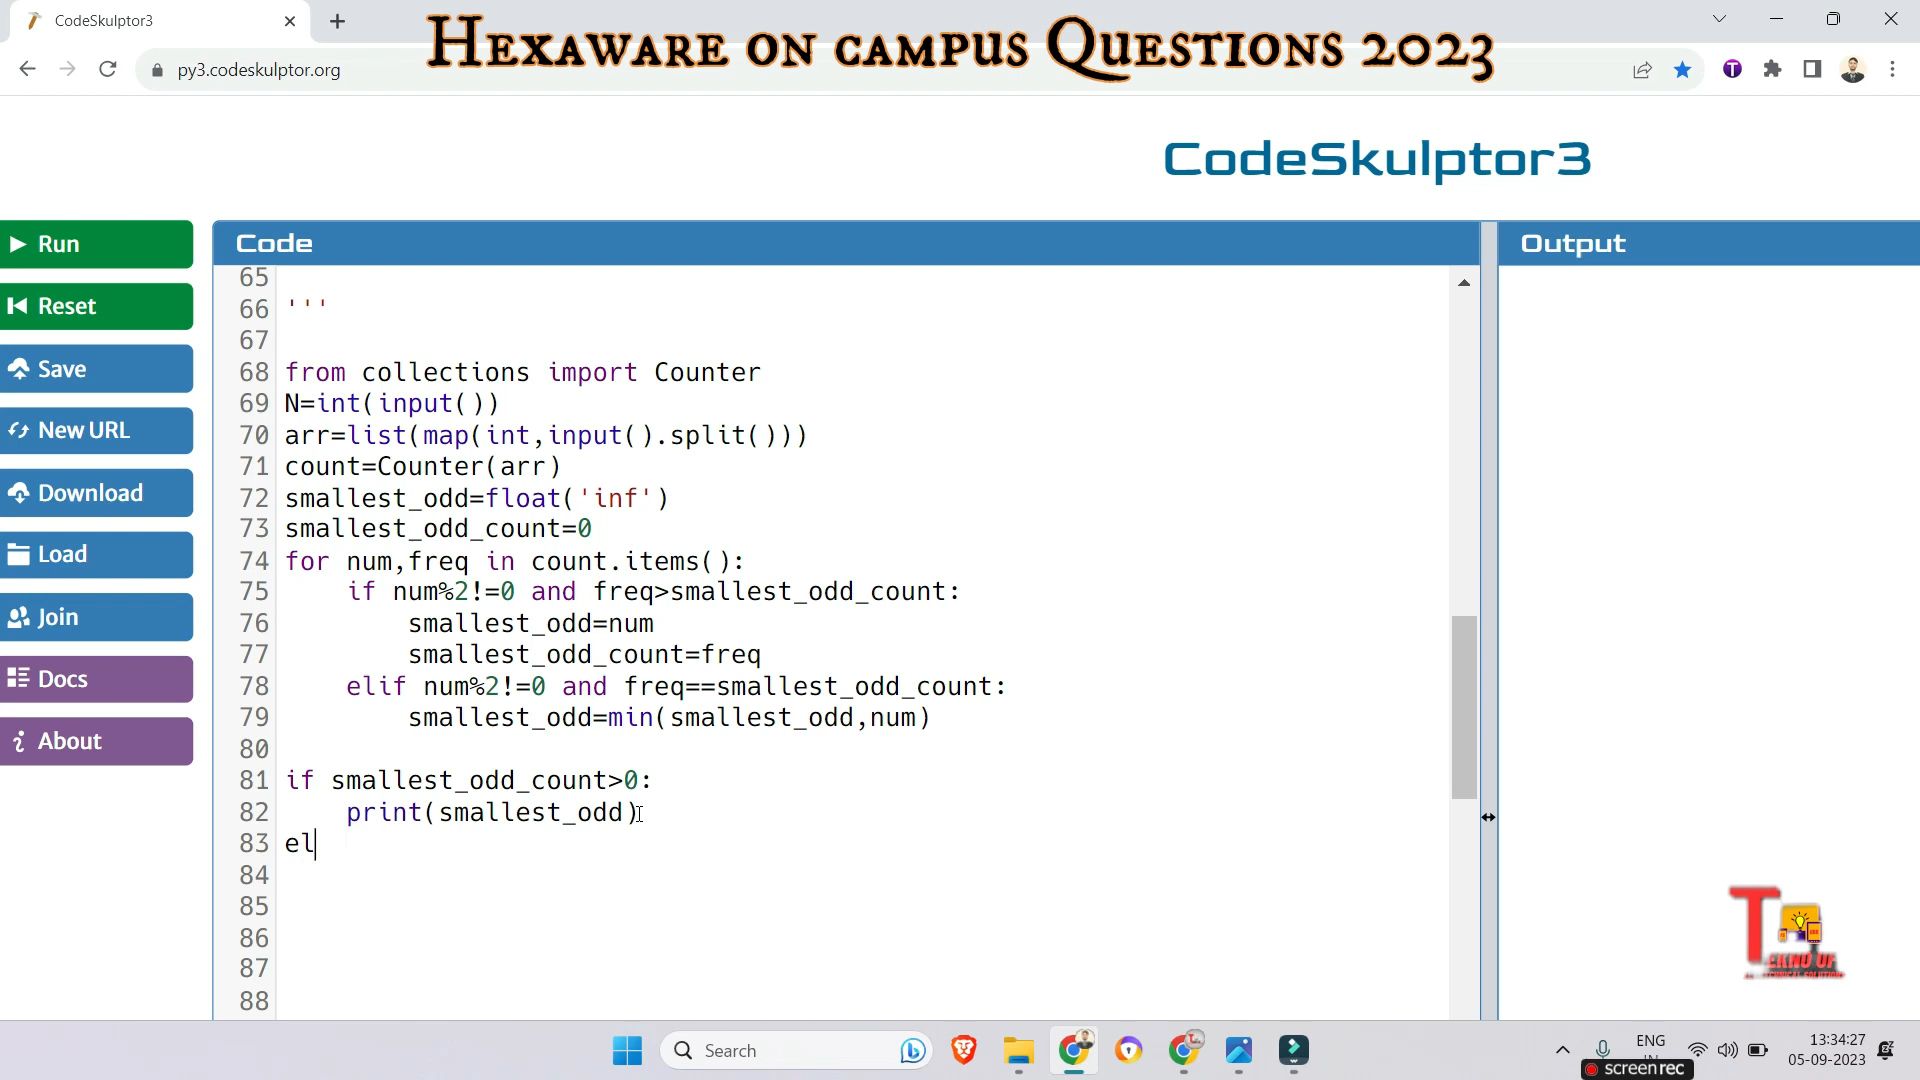 CodeSkulptor3
HEXAWARE ON CAMPUS QUESTIONS 2023
py3.codeskulptor.org
CodeSkulptor3
Run
Reset
Save
New URL
Download
Load
Join
Docs
About
Code
Output
65
66 '''
67
68 from collections import Counter
69 N=int(input())
70 arr=list(map(int,input().split()))
71 count=Counter(arr)
72 smallest_odd=float('inf')
73 smallest_odd_count=0
74 for num,freq in count.items():
75 if num%2!=0 and freq>smallest_odd_count:
76 smallest_odd=num
77 smallest_odd_count=freq
78 elif num%2!=0 and freq==smallest_odd_count:
79 smallest_odd=min(smallest_odd,num)
80
81 if smallest_odd_count>0:
82 print(smallest_odd)
83 el
84
85
86
87
88
Search
ENG
13:34:27
05-09-2023
screenrec